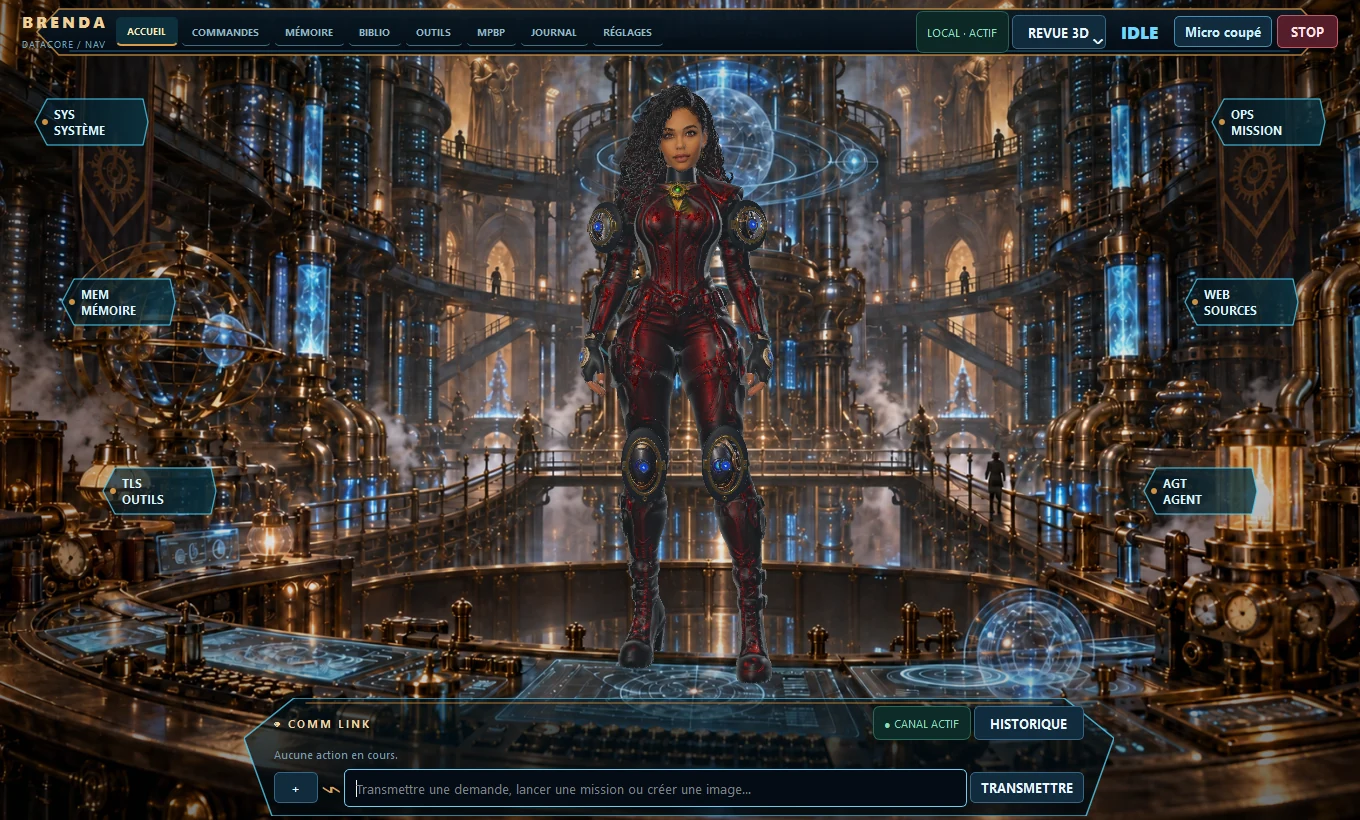 BRENDA
DATACORE / NAV
ACCUEIL
COMMANDES
MÉMOIRE
BIBLIO
OUTILS
MPBP
JOURNAL
RÉGLAGES
LOCAL · ACTIF
REVUE 3D
IDLE
Micro coupé
STOP
SYS
SYSTÈME
OPS
MISSION
MEM
MÉMOIRE
WEB
SOURCES
TLS
OUTILS
AGT
AGENT
COMM LINK
CANAL ACTIF
HISTORIQUE
Aucune action en cours.
+
Transmettre une demande, lancer une mission ou créer une image...
TRANSMETTRE